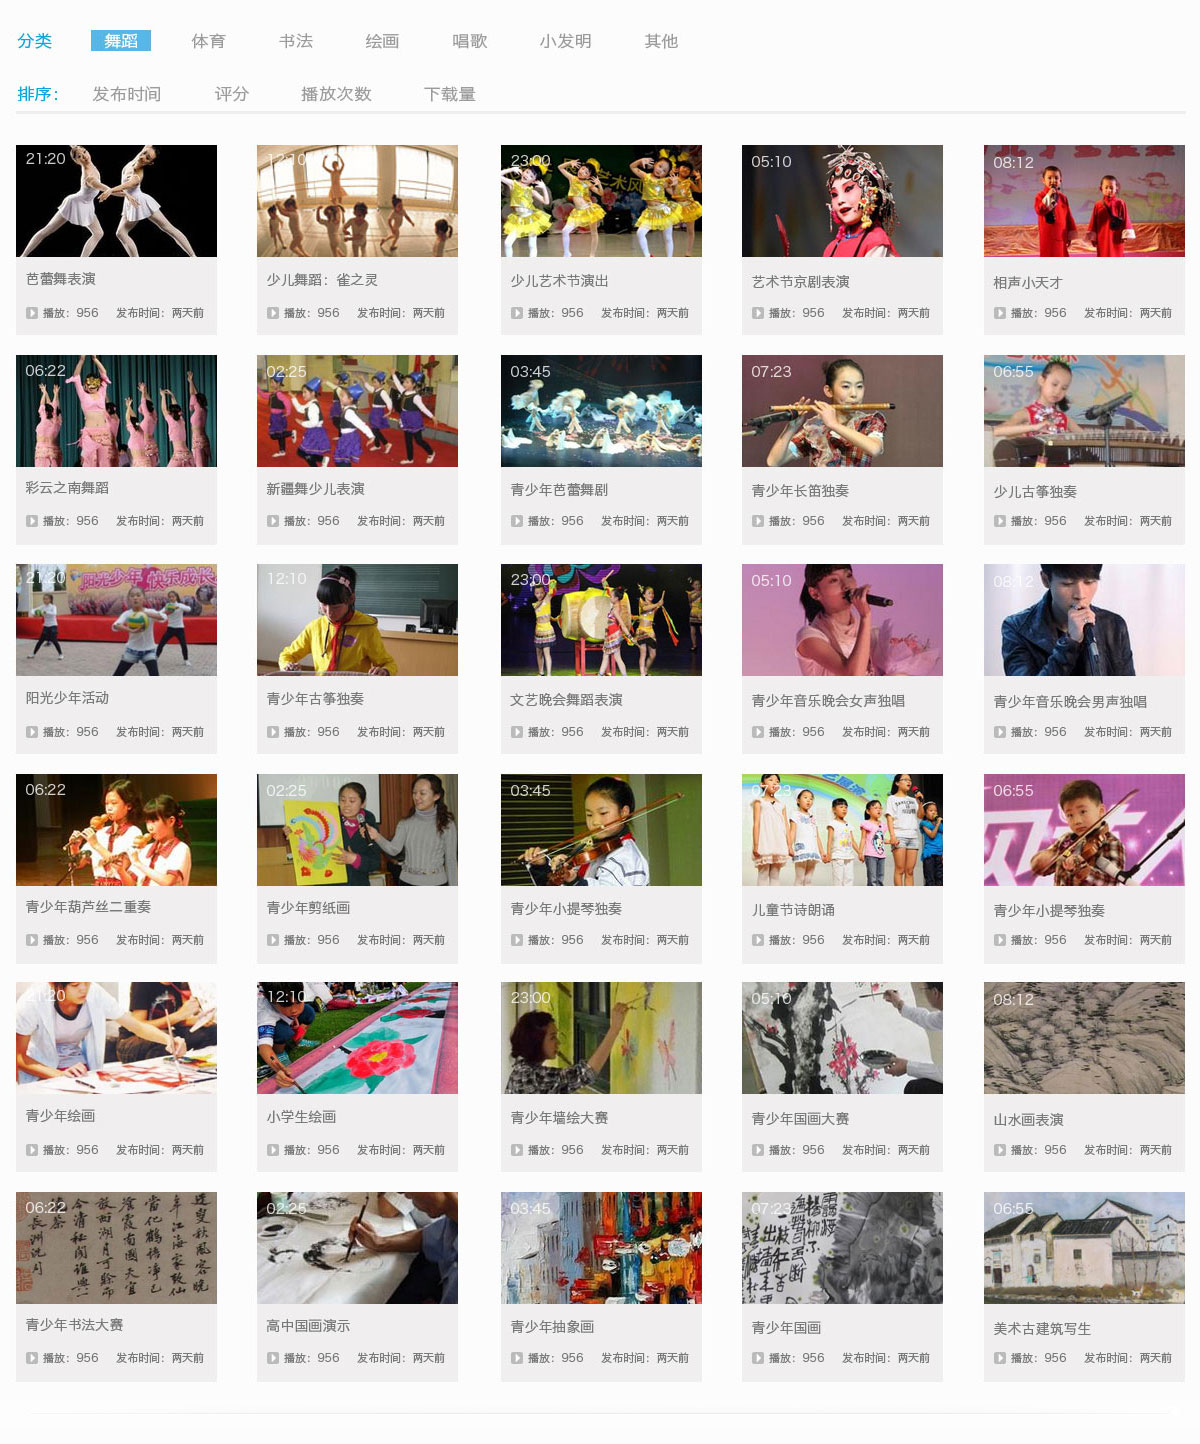 分类 舞蹈 体育 书法 绘画 唱歌 小发明 其他
排序： 发布时间 评分 播放次数 下载量
21:20 12:10 23:00 05:10 08:12
芭蕾舞表演 少儿舞蹈：雀之灵 少儿艺术节演出 艺术节京剧表演 相声小天才
播放：956 发布时间：两天前 播放：956 发布时间：两天前 播放：956 发布时间：两天前 播放：956 发布时间：两天前 播放：956 发布时间：两天前
06:22 02:25 03:45 07:23 06:55
彩云之南舞蹈 新疆舞少儿表演 青少年芭蕾舞剧 青少年长笛独奏 少儿古筝独奏
播放：956 发布时间：两天前 播放：956 发布时间：两天前 播放：956 发布时间：两天前 播放：956 发布时间：两天前 播放：956 发布时间：两天前
21:20 12:10 23:00 05:10 08:12
阳光少年 快乐成长
阳光少年活动 青少年古筝独奏 文艺晚会舞蹈表演 青少年音乐晚会女声独唱 青少年音乐晚会男声独唱
播放：956 发布时间：两天前 播放：956 发布时间：两天前 播放：956 发布时间：两天前 播放：956 发布时间：两天前 播放：956 发布时间：两天前
06:22 02:25 03:45 07:23 06:55
青少年葫芦丝二重奏 青少年剪纸画 青少年小提琴独奏 儿童节诗朗诵 青少年小提琴独奏
播放：956 发布时间：两天前 播放：956 发布时间：两天前 播放：956 发布时间：两天前 播放：956 发布时间：两天前 播放：956 发布时间：两天前
21:20 12:10 23:00 05:10 08:12
青少年绘画 小学生绘画 青少年墙绘大赛 青少年国画大赛 山水画表演
播放：956 发布时间：两天前 播放：956 发布时间：两天前 播放：956 发布时间：两天前 播放：956 发布时间：两天前 播放：956 发布时间：两天前
06:22 02:25 03:45 07:23 06:55
青少年书法大赛 高中国画演示 青少年抽象画 青少年国画 美术古建筑写生
播放：956 发布时间：两天前 播放：956 发布时间：两天前 播放：956 发布时间：两天前 播放：956 发布时间：两天前 播放：956 发布时间：两天前